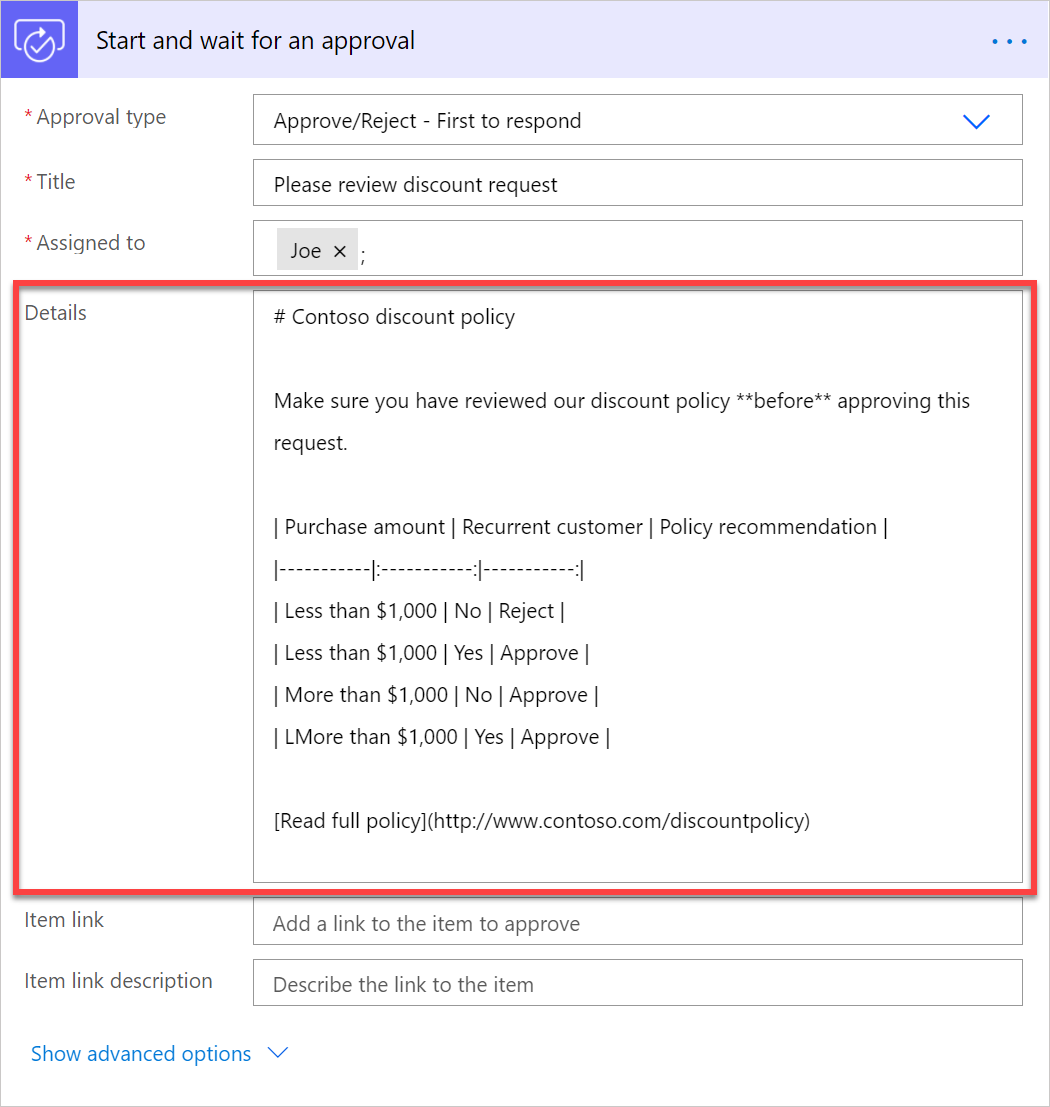 Start and wait for an approval
* Approval type
Approve/Reject - First to respond
* Title
Please review discount request
* Assigned to
Joe × ;
Details
# Contoso discount policy
Make sure you have reviewed our discount policy **before** approving this
request.
| Purchase amount | Recurrent customer | Policy recommendation |
|-----------|:-----------:|-----------:|
| Less than $1,000 | No | Reject |
| Less than $1,000 | Yes | Approve |
| More than $1,000 | No | Approve |
| LMore than $1,000 | Yes | Approve |
[Read full policy](http://www.contoso.com/discountpolicy)
Item link
Add a link to the item to approve
Item link description
Describe the link to the item
Show advanced options